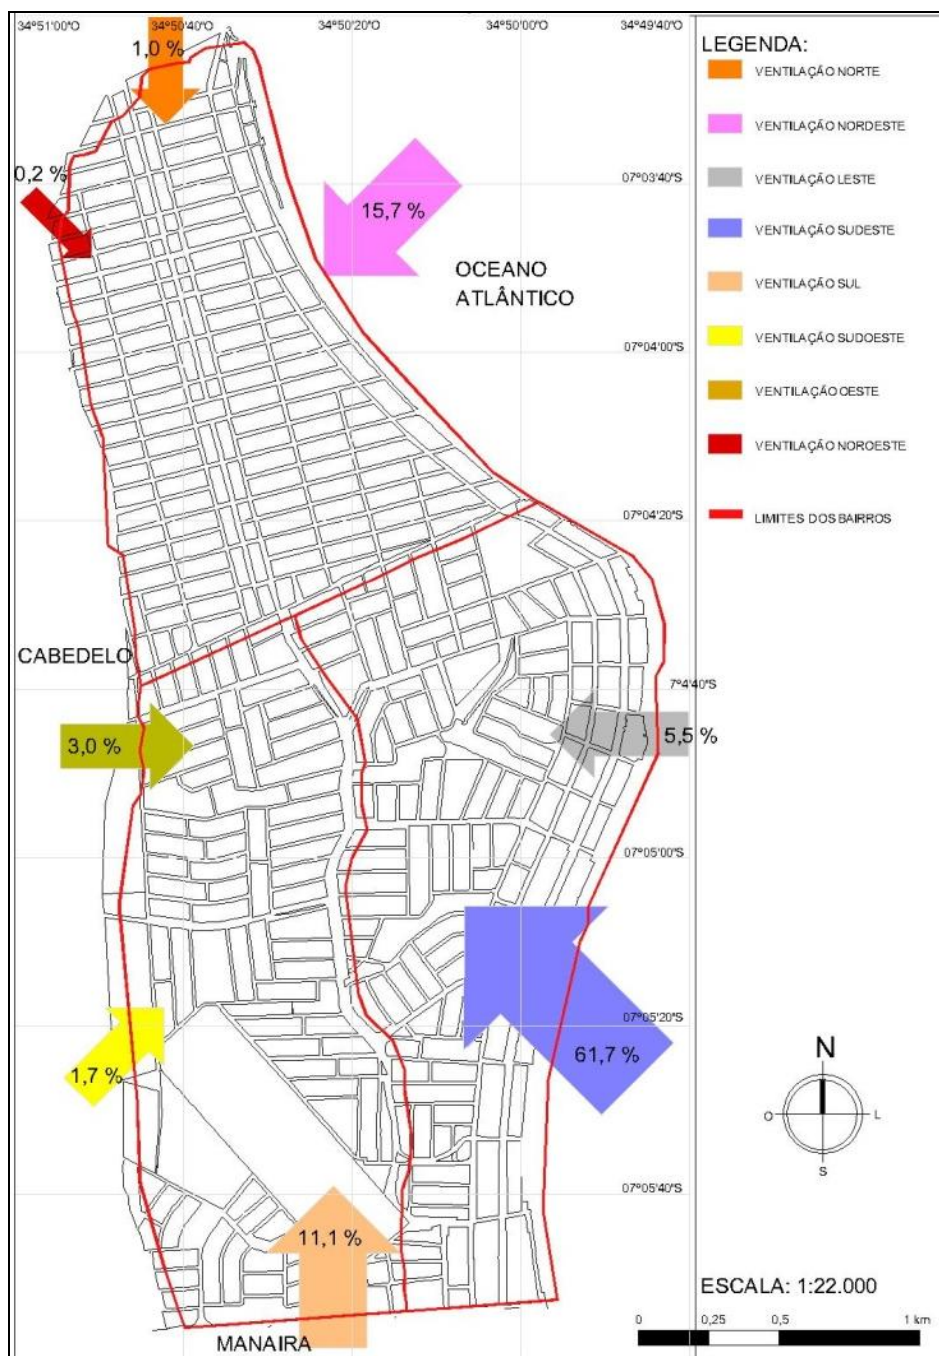 34°51'00"O
34°50'40"O
34°50'20"O
34°50'00"O
34°49'40"O
1,0 %
0,2 %
07°03'40"S
15,7 %
OCEANO
ATLÂNTICO
07°04'00"S
07°04'20"S
CABEDELO
7°4'40"S
3,0 %
5,5 %
07°05'00"S
07°05'20"S
61,7 %
1,7 %
07°05'40"S
11,1 %
MANAIRA
LEGENDA:
VENTILAÇÃO NORTE
VENTILAÇÃO NORDESTE
VENTILAÇÃO LESTE
VENTILAÇÃO SUDESTE
VENTILAÇÃO SUL
VENTILAÇÃO SUDOESTE
VENTILAÇÃO OESTE
VENTILAÇÃO NOROESTE
LIMITES DOS BAIRROS
N
O
L
S
ESCALA: 1:22.000
0
0,25
0,5
1 km